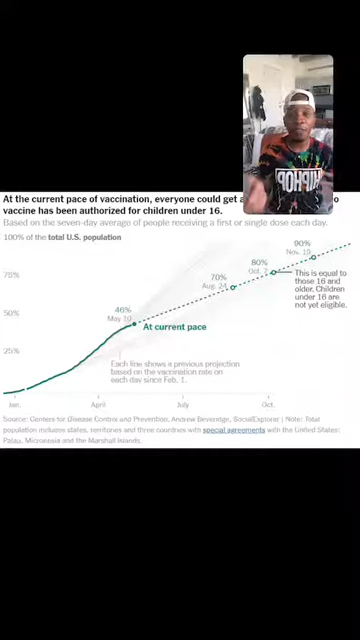 At the current pace of vaccination, everyone could get a
vaccine has been authorized for children under 16.
Based on the seven-day average of people receiving a first or single dose each day.
100% of the total U.S. population
90%
Nov. 19
80%
Oct.
70%
Aug. 24
This is equal to
those 16 and
older. Children
under 16 are
not yet eligible.
75%
50%
25%
46%
May 10
At current pace
Each line shows a previous projection
based on the vaccination rate on
each day since Feb. 1.
Jan.
April
July
Oct.
Source: Centers for Disease Control and Prevention, Andrew Beveridge, SocialExplorer | Note: Total
population includes states, territories and three countries with special agreements with the United States:
Palau, Micronesia and the Marshall Islands.